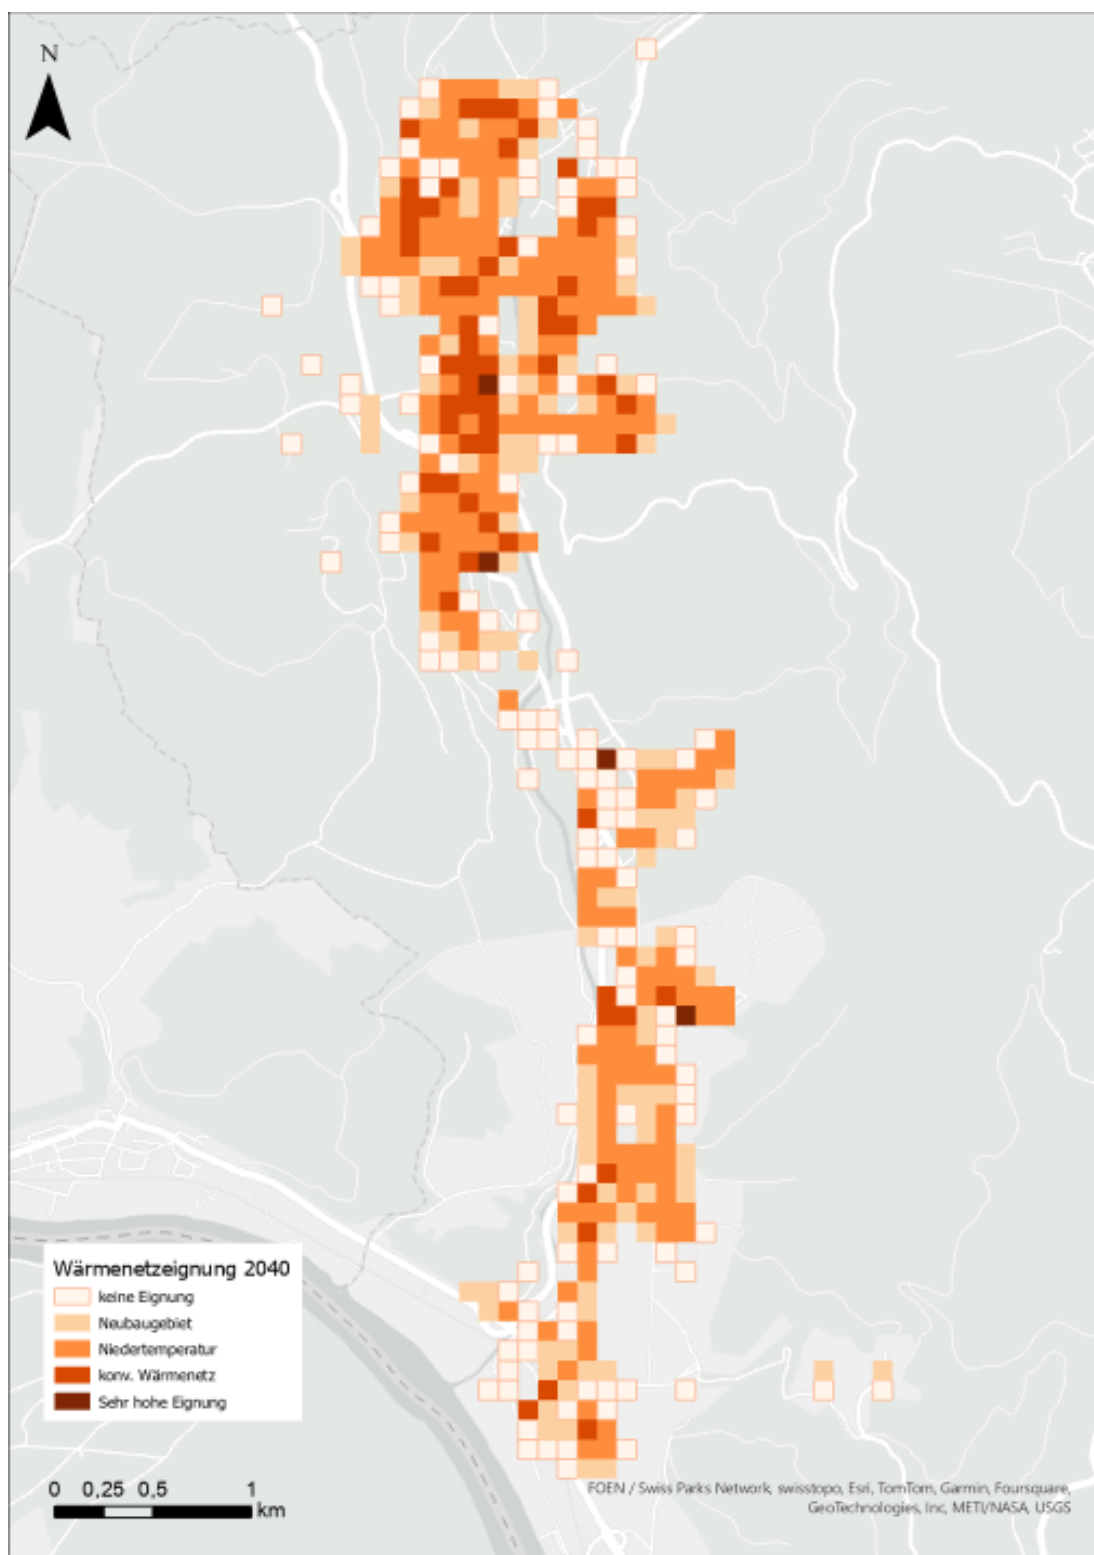 N
Wärmenetzeignung 2040
keine Eignung
Neubaugebiet
Niedertemperatur
konv. Wärmenetz
Sehr hohe Eignung
0 0,25 0,5 1
km
FOEN / Swiss Parks Network, swisstopo, Esri, TomTom, Garmin, Foursquare,
GeoTechnologies, Inc, METI/NASA, USGS